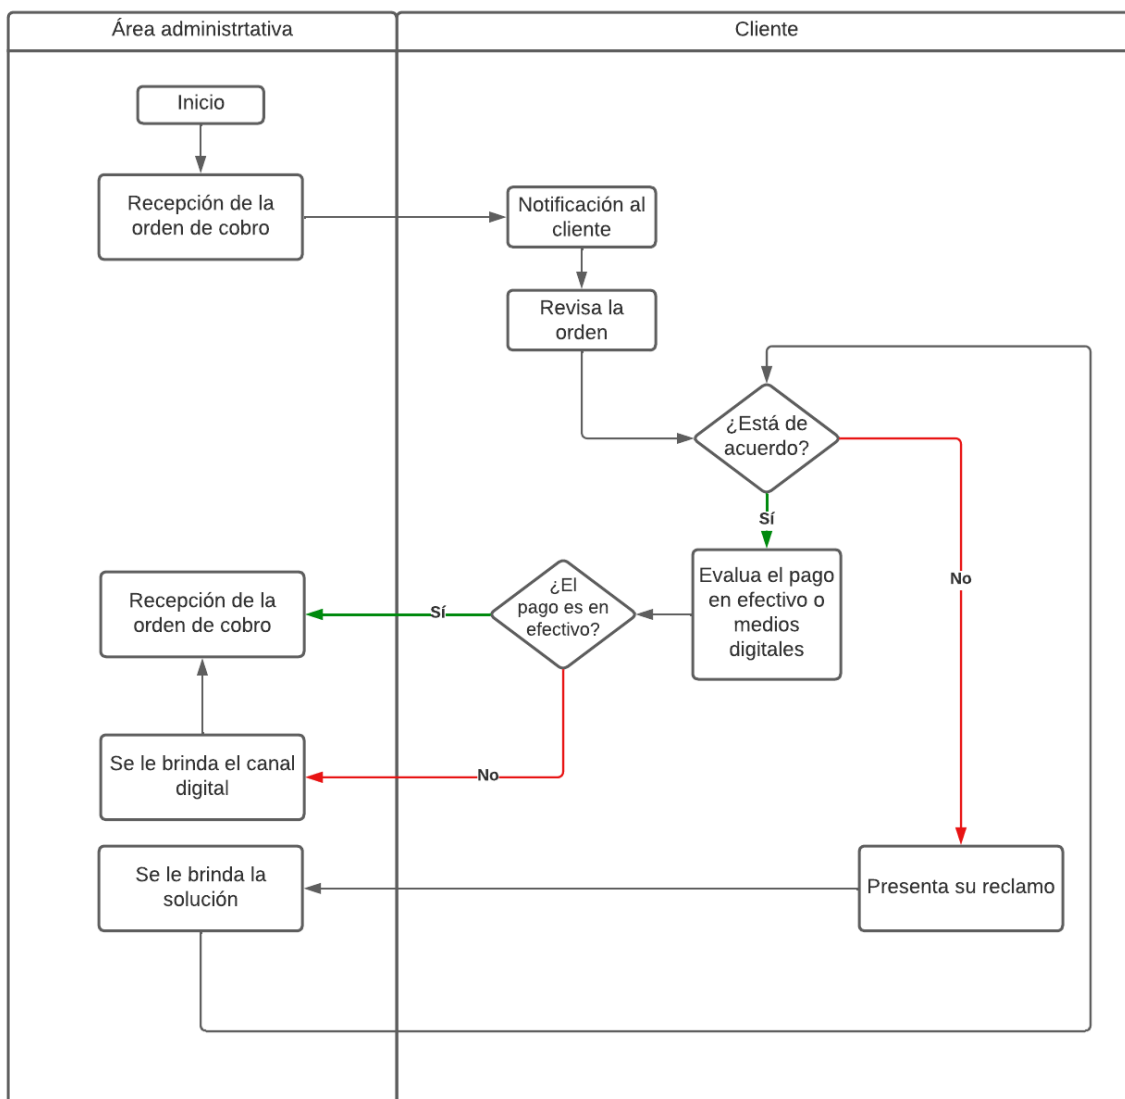 Área administrtativa
Cliente
Inicio
Recepción de la
orden de cobro
Notificación al
cliente
Revisa la
orden
¿Está de
acuerdo?
Sí
No
Evalua el pago
en efectivo o
medios
digitales
¿El
pago es en
efectivo?
Sí
Recepción de la
orden de cobro
No
Se le brinda el canal
digital
Se le brinda la
solución
Presenta su reclamo